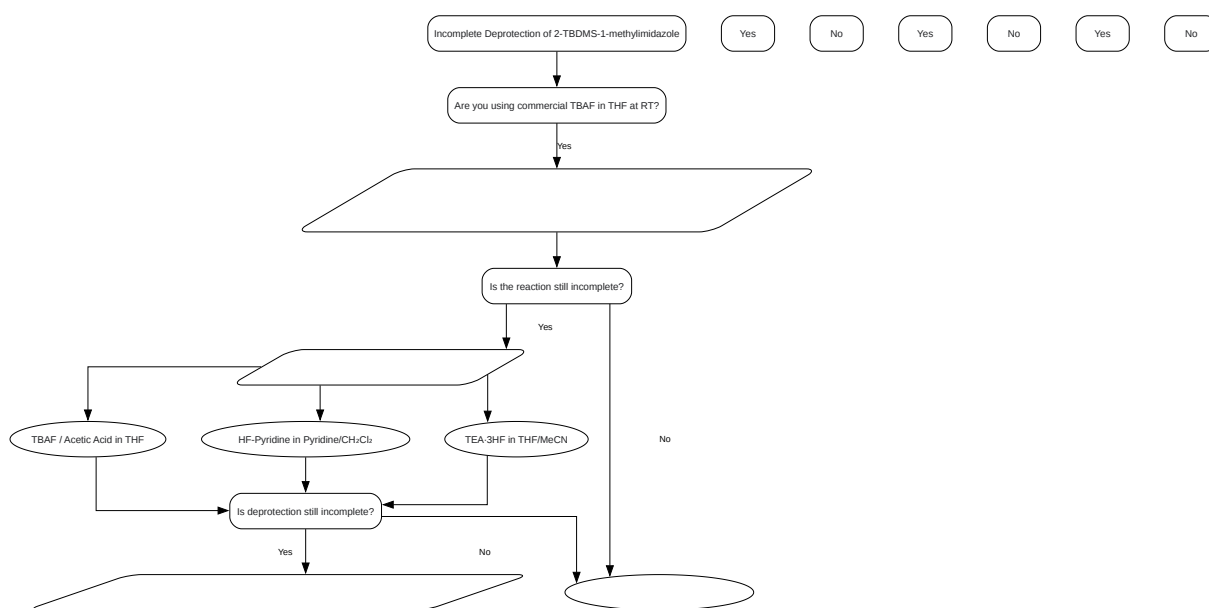 Incomplete Deprotection of 2-TBDMS-1-methylimidazole
Yes
No
Yes
No
Yes
No
Are you using commercial TBAF in THF at RT?
Yes
Is the reaction still incomplete?
Yes
TBAF / Acetic Acid in THF
HF-Pyridine in Pyridine/CH₂Cl₂
TEA·3HF in THF/MeCN
No
Is deprotection still incomplete?
Yes
No